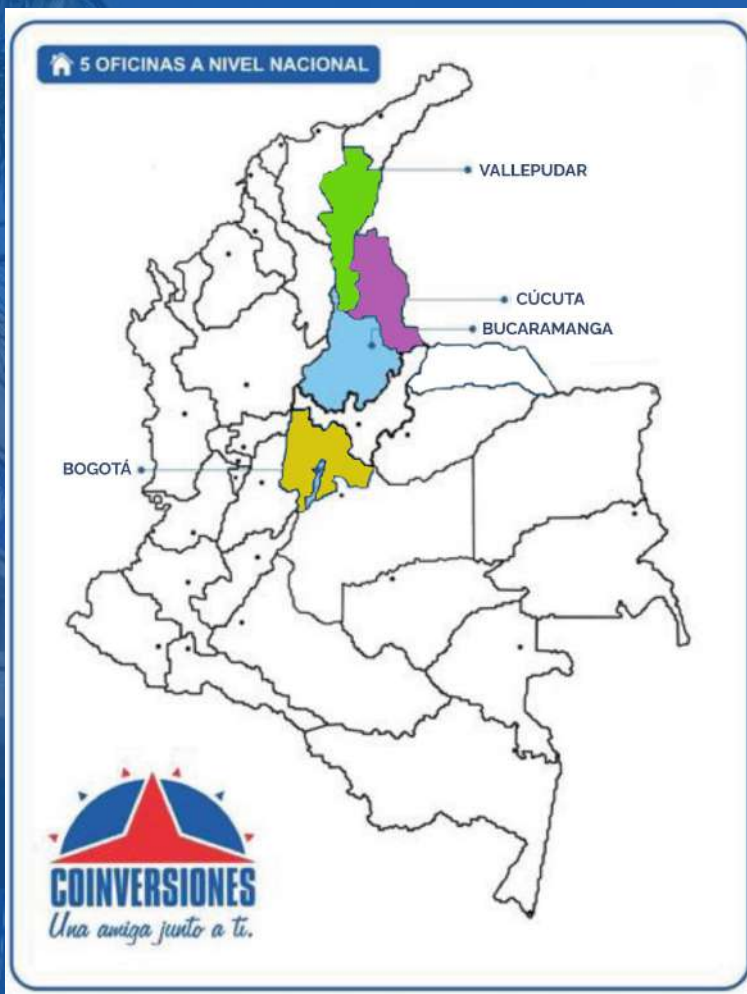 5 OFICINAS A NIVEL NACIONAL
VALLEPUDAR
CÚCUTA
BUCARAMANGA
BOGOTÁ
COINVERSIONES
Una amiga junto a ti.